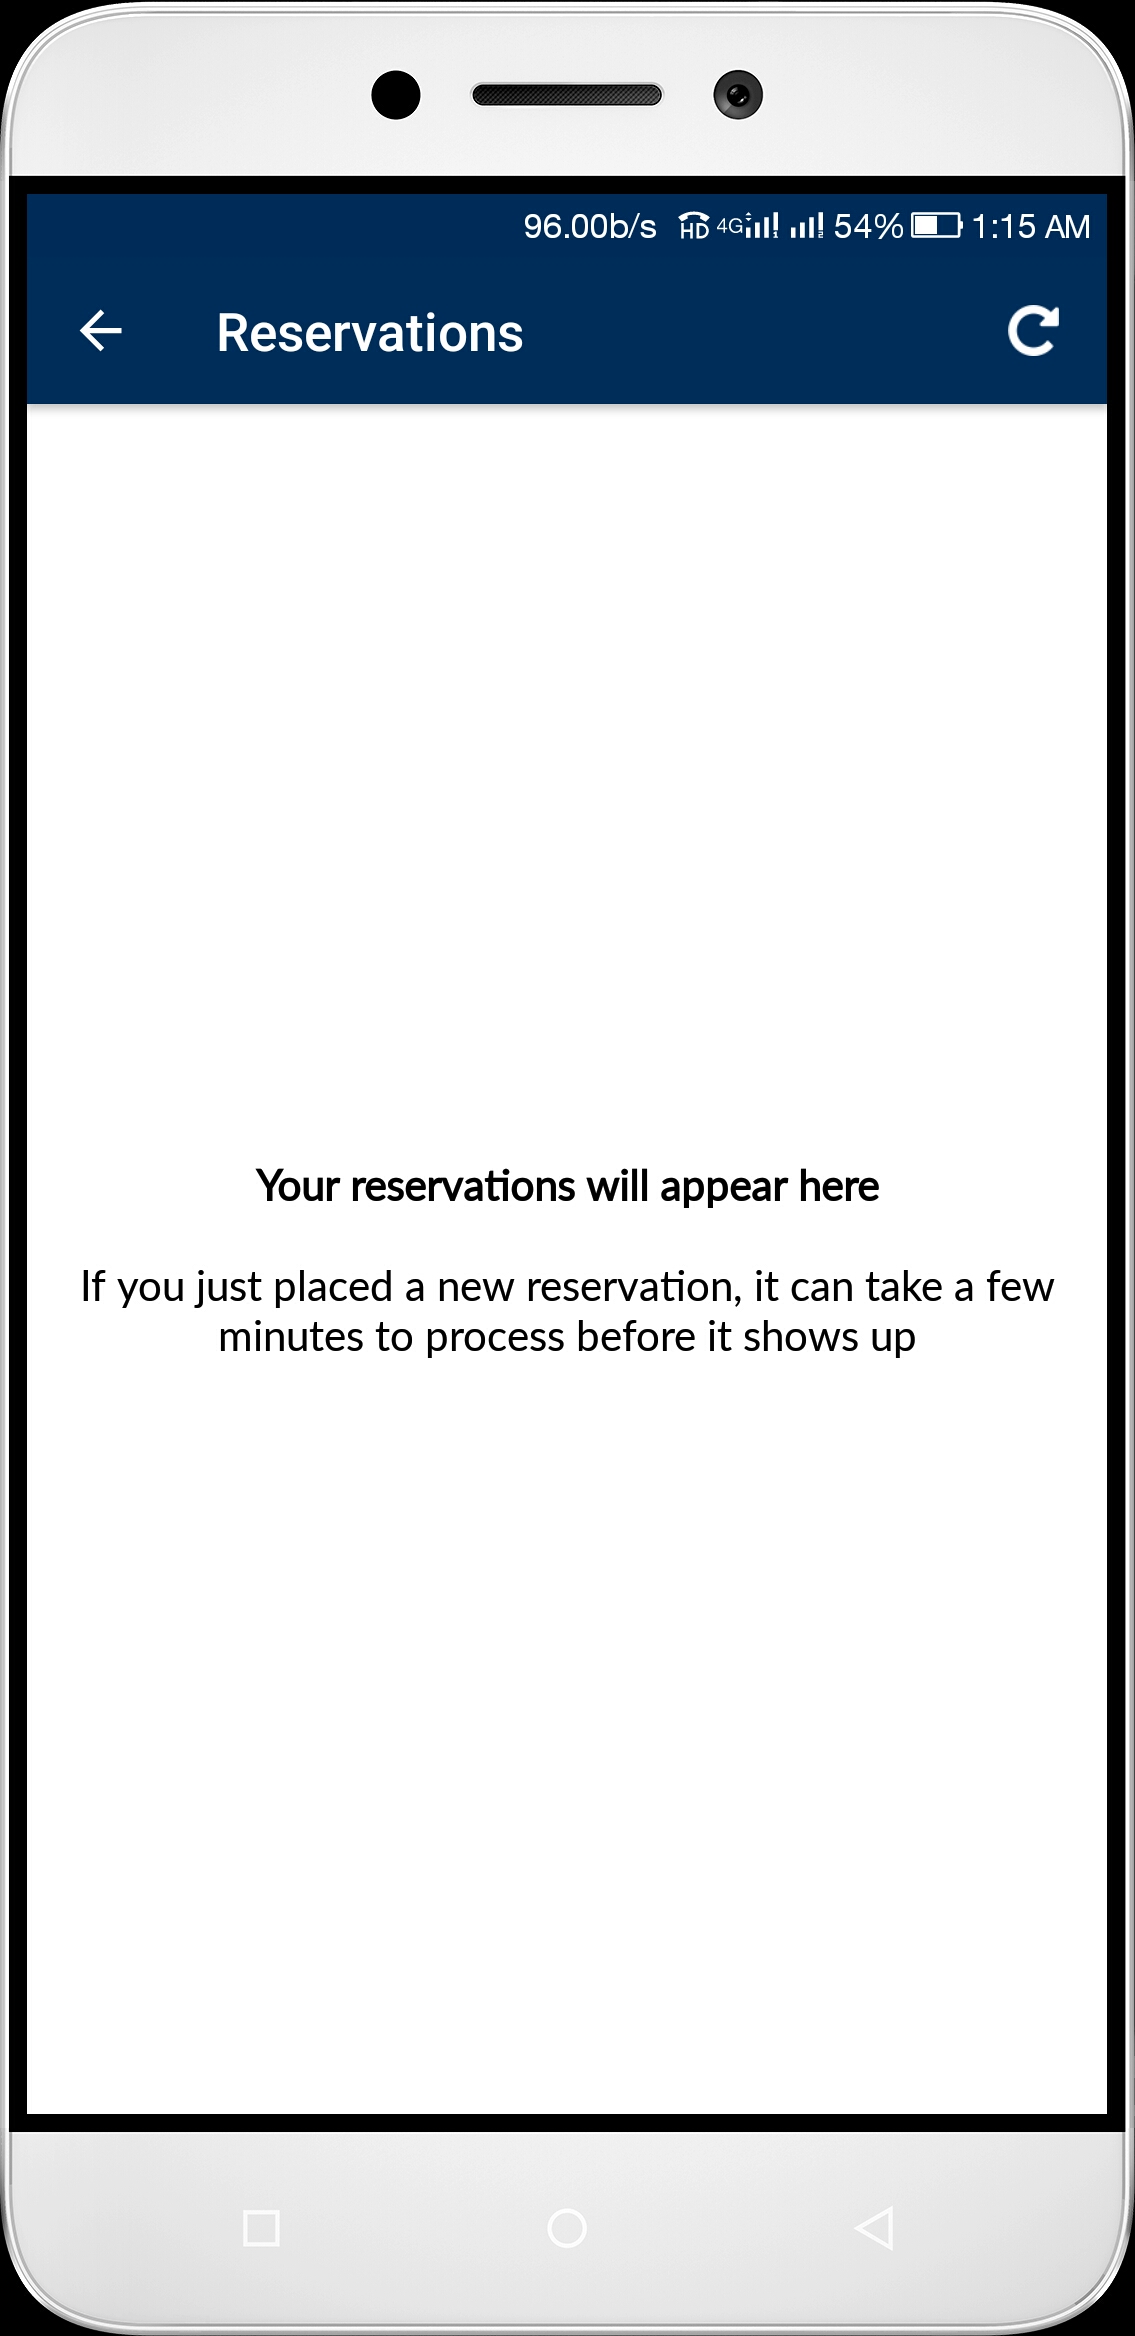 96.00b/s HD 4G 54% 1:15 AM
Reservations
Your reservations will appear here
If you just placed a new reservation, it can take a few
minutes to process before it shows up